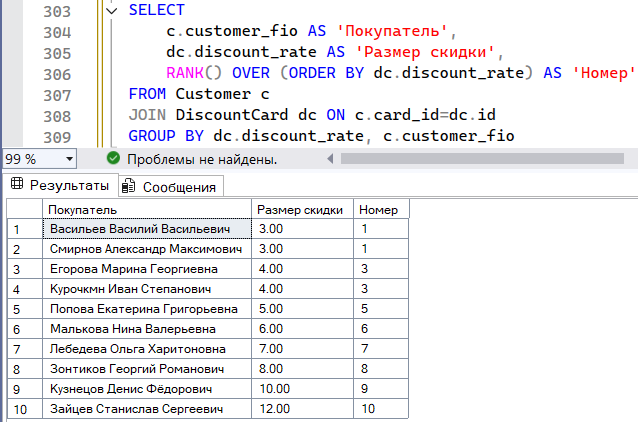 303 SELECT
304 c.customer_fio AS 'Покупатель',
305 dc.discount_rate AS 'Размер скидки',
306 RANK() OVER (ORDER BY dc.discount_rate) AS 'Номер'
307 FROM Customer c
308 JOIN DiscountCard dc ON c.card_id=dc.id
309 GROUP BY dc.discount_rate, c.customer_fio
99 % Проблемы не найдены.
Результаты Сообщения
Покупатель Размер скидки Номер
1 Васильев Василий Васильевич 3.00 1
2 Смирнов Александр Максимович 3.00 1
3 Егорова Марина Георгиевна 4.00 3
4 Курочкмн Иван Степанович 4.00 3
5 Попова Екатерина Григорьевна 5.00 5
6 Малькова Нина Валерьевна 6.00 6
7 Лебедева Ольга Харитоновна 7.00 7
8 Зонтиков Георгий Романович 8.00 8
9 Кузнецов Денис Фёдорович 10.00 9
10 Зайцев Станислав Сергеевич 12.00 10